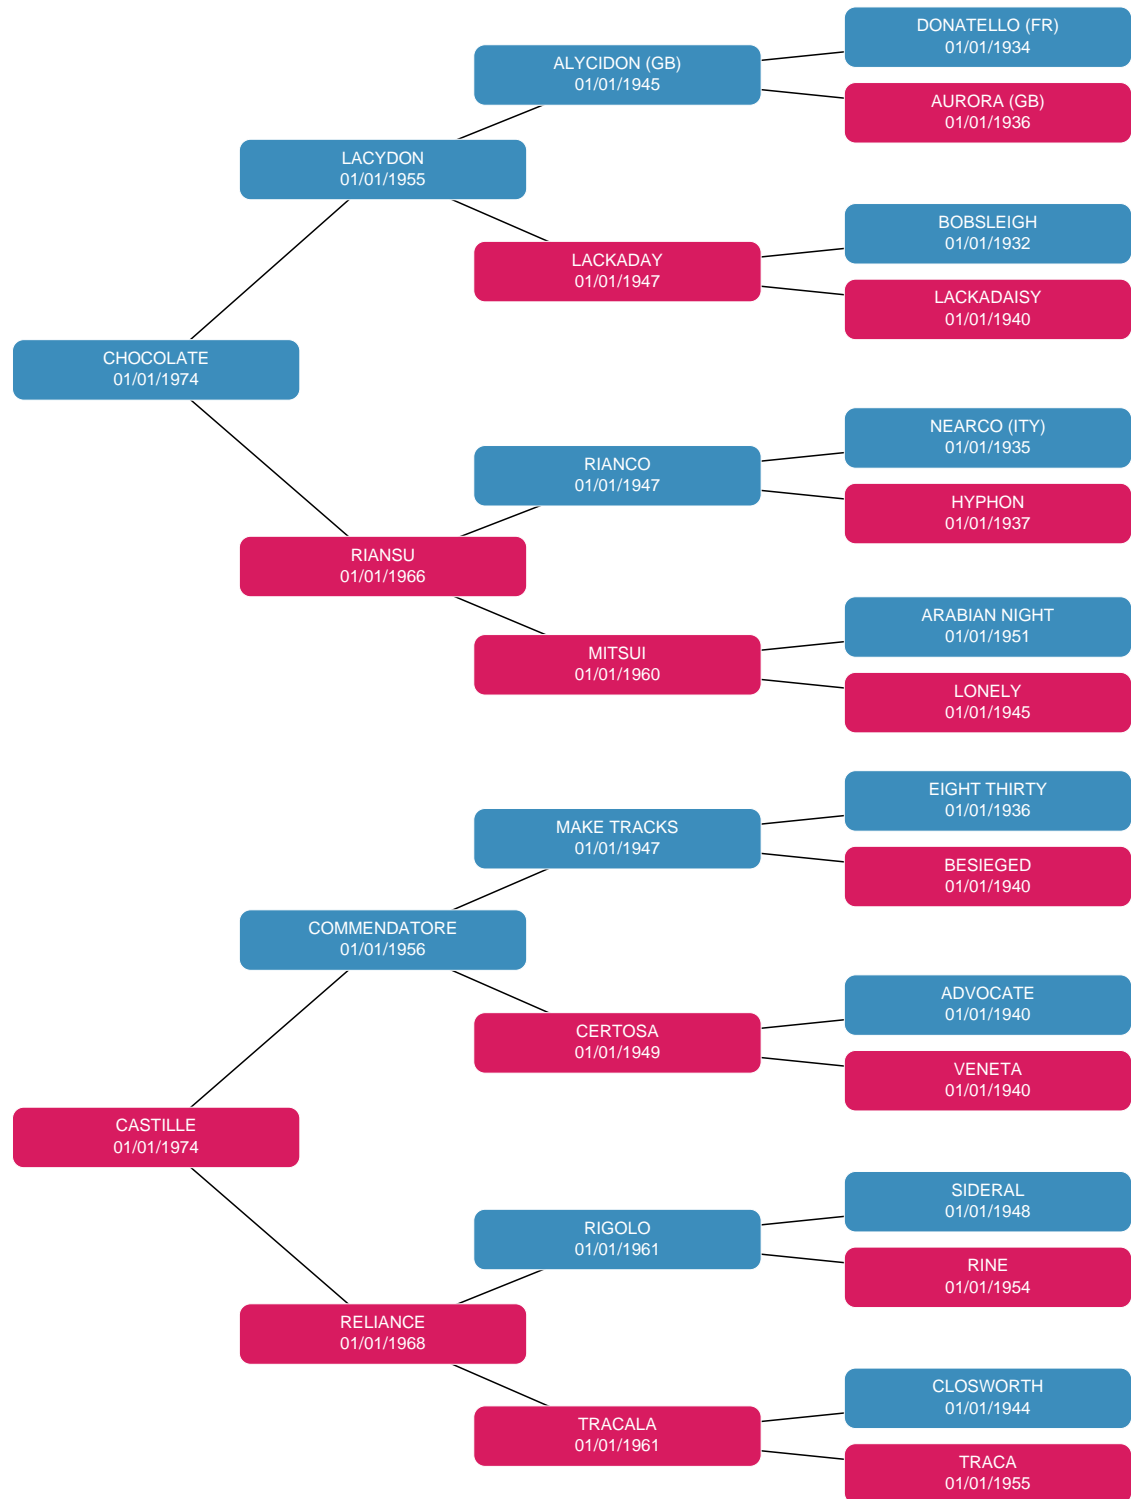 DONATELLO (FR)
01/01/1934
ALYCIDON (GB)
01/01/1945
AURORA (GB)
01/01/1936
LACYDON
01/01/1955
BOBSLEIGH
01/01/1932
LACKADAY
01/01/1947
LACKADAISY
01/01/1940
CHOCOLATE
01/01/1974
NEARCO (ITY)
01/01/1935
RIANCO
01/01/1947
HYPHON
01/01/1937
RIANSU
01/01/1966
ARABIAN NIGHT
01/01/1951
MITSUI
01/01/1960
LONELY
01/01/1945
EIGHT THIRTY
01/01/1936
MAKE TRACKS
01/01/1947
BESIEGED
01/01/1940
COMMENDATORE
01/01/1956
ADVOCATE
01/01/1940
CERTOSA
01/01/1949
VENETA
01/01/1940
CASTILLE
01/01/1974
SIDERAL
01/01/1948
RIGOLO
01/01/1961
RINE
01/01/1954
RELIANCE
01/01/1968
CLOSWORTH
01/01/1944
TRACALA
01/01/1961
TRACA
01/01/1955